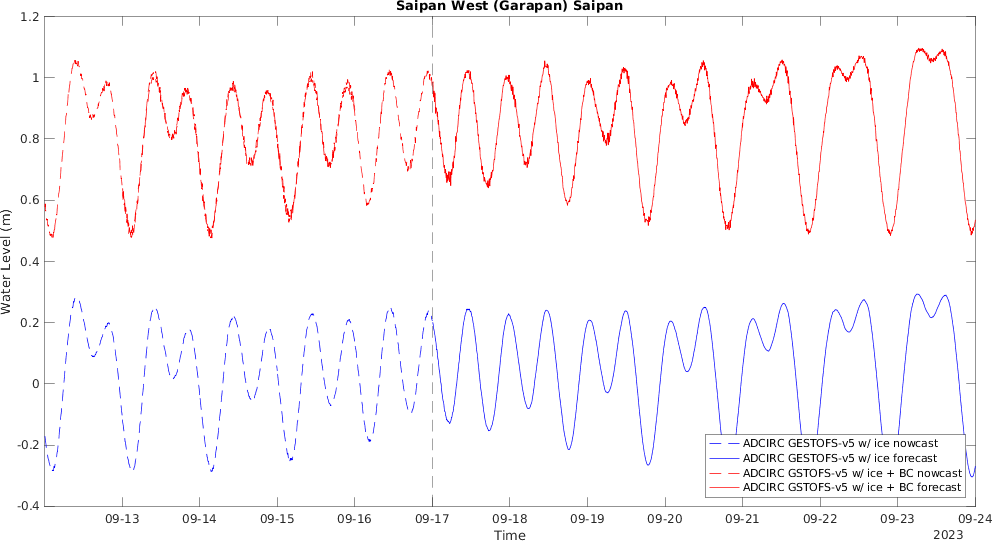 Saipan West (Garapan) Saipan
1.2
1
0.8
0.6
0.4
0.2
0
-0.2
-0.4
Water Level (m)
ADCIRC GESTOFS-v5 w/ ice nowcast
ADCIRC GESTOFS-v5 w/ ice forecast
ADCIRC GSTOFS-v5 w/ ice + BC nowcast
ADCIRC GSTOFS-v5 w/ ice + BC forecast
09-13 09-14 09-15 09-16 09-17 09-18 09-19 09-20 09-21 09-22 09-23 09-24
Time
2023